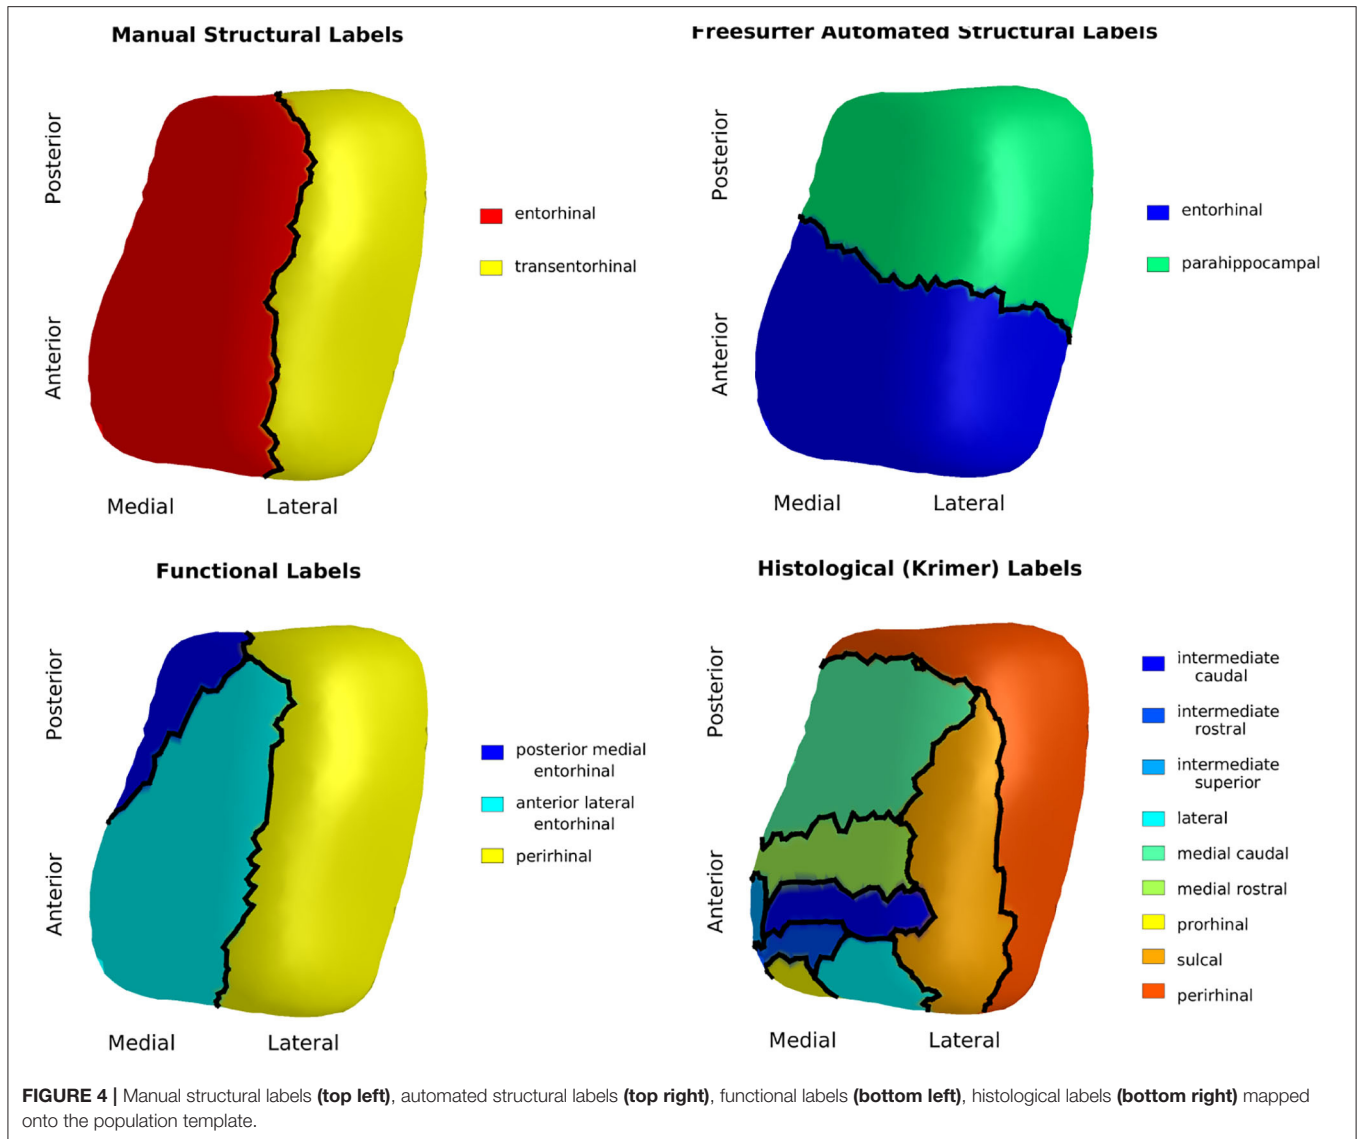 Manual Structural Labels
Posterior
Anterior
Medial
Lateral
entorhinal
transentorhinal
Freesurfer Automated Structural Labels
Posterior
Anterior
Medial
Lateral
entorhinal
parahippocampal
Functional Labels
Posterior
Anterior
Medial
Lateral
posterior medial
entorhinal
anterior lateral
entorhinal
perirhinal
Histological (Krimer) Labels
Posterior
Anterior
Medial
Lateral
intermediate
caudal
intermediate
rostral
intermediate
superior
lateral
medial caudal
medial rostral
prorhinal
sulcal
perirhinal
FIGURE 4 | Manual structural labels (top left), automated structural labels (top right), functional labels (bottom left), histological labels (bottom right) mapped
onto the population template.